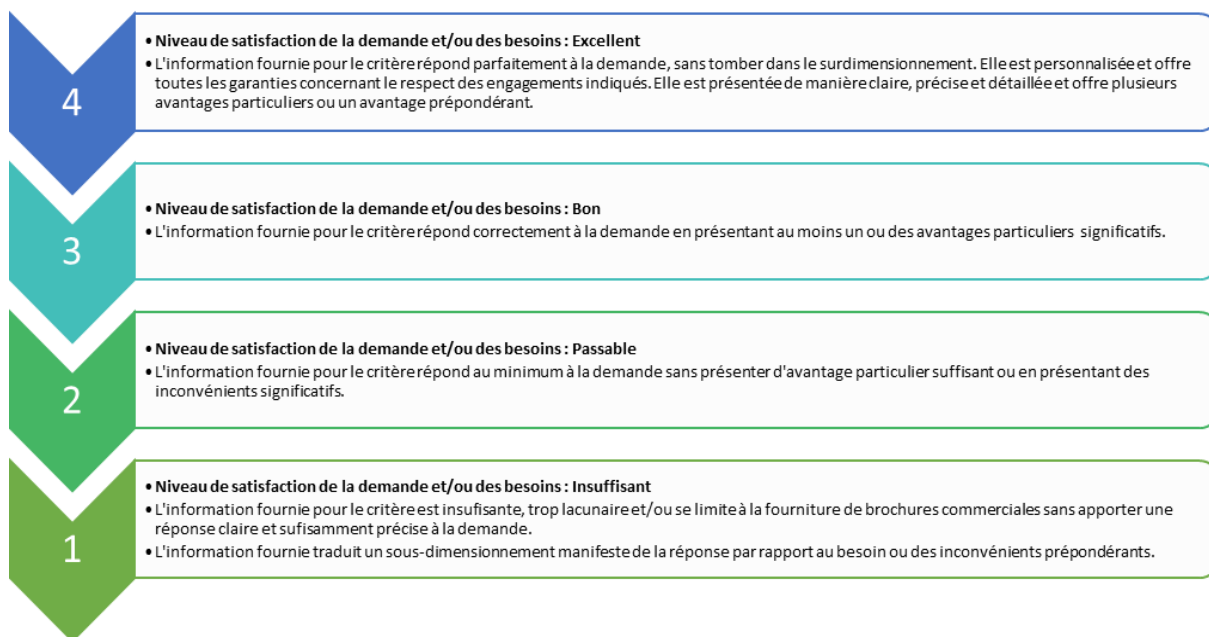 4
• Niveau de satisfaction de la demande et/ou des besoins : Excellent
• L'information fournie pour le critère répond parfaitement à la demande, sans tomber dans le surdimensionnement. Elle est personnalisée et offre
toutes les garanties concernant le respect des engagements indiqués. Elle est présentée de manière claire, précise et détaillée et offre plusieurs
avantages particuliers ou un avantage prépondérant.
3
• Niveau de satisfaction de la demande et/ou des besoins : Bon
• L'information fournie pour le critère répond correctement à la demande en présentant au moins un ou des avantages particuliers significatifs.
2
• Niveau de satisfaction de la demande et/ou des besoins : Passable
• L'information fournie pour le critère répond au minimum à la demande sans présenter d'avantage particulier suffisant ou en présentant des
inconvénients significatifs.
1
• Niveau de satisfaction de la demande et/ou des besoins : Insuffisant
• L'information fournie pour le critère est insufisante, trop lacunaire et/ou se limite à la fourniture de brochures commerciales sans apporter une
réponse claire et sufisamment précise à la demande.
• L'information fournie traduit un sous-dimensionnement manifeste de la réponse par rapport au besoin ou des inconvénients prépondérants.